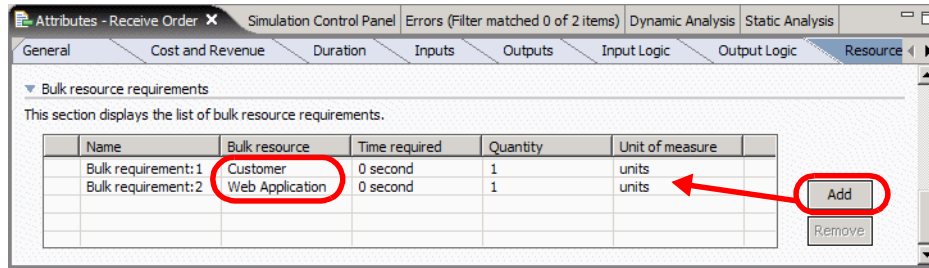 Attributes - Receive Order Simulation Control Panel Errors (Filter matched 0 of 2 items) Dynamic Analysis Static Analysis
General Cost and Revenue Duration Inputs Outputs Input Logic Output Logic Resource
Bulk resource requirements
This section displays the list of bulk resource requirements.
Name Bulk resource Time required Quantity Unit of measure
Bulk requirement:1 Customer 0 second 1 units
Bulk requirement:2 Web Application 0 second 1 units
Add
Remove